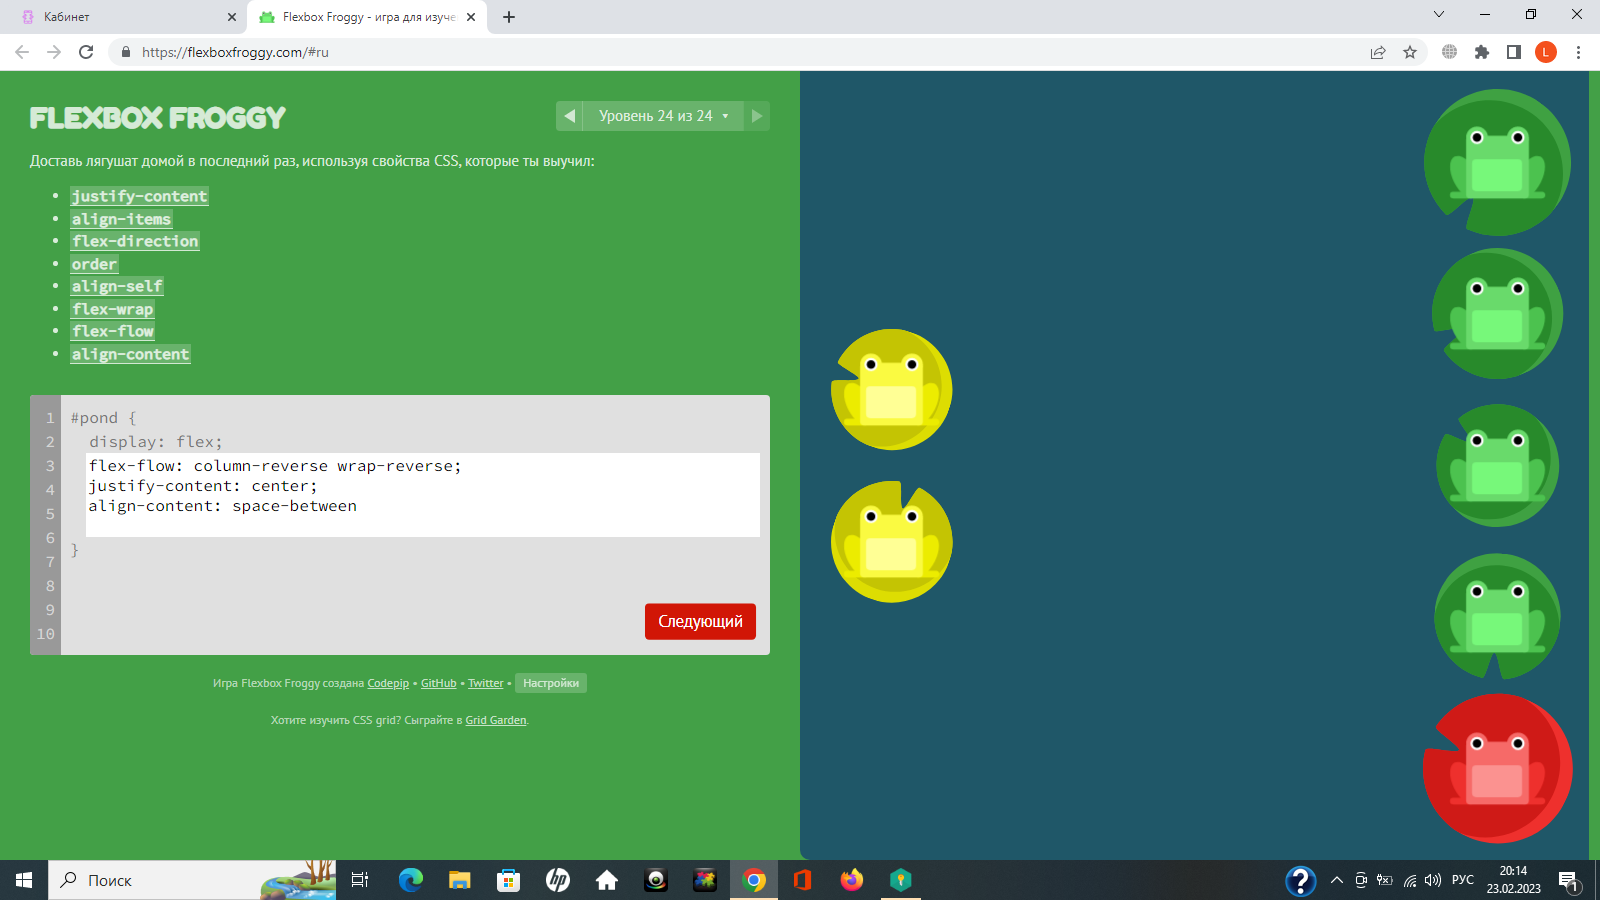 Кабинет
Flexbox Froggy - игра для изуче
https://flexboxfroggy.com/#ru
L
FLEXBOX FROGGY
Уровень 24 из 24
Доставь лягушат домой в последний раз, используя свойства CSS, которые ты выучил:
justify-content
align-items
flex-direction
order
align-self
flex-wrap
flex-flow
align-content
1 #pond {
2 display: flex;
3 flex-flow: column-reverse wrap-reverse;
4 justify-content: center;
5 align-content: space-between
6
7 }
8
9
10
Следующий
Игра Flexbox Froggy создана Codepip • GitHub • Twitter • Настройки
Хотите изучить CSS grid? Сыграйте в Grid Garden.
Поиск
hp
?
РУС
20:14
23.02.2023
1